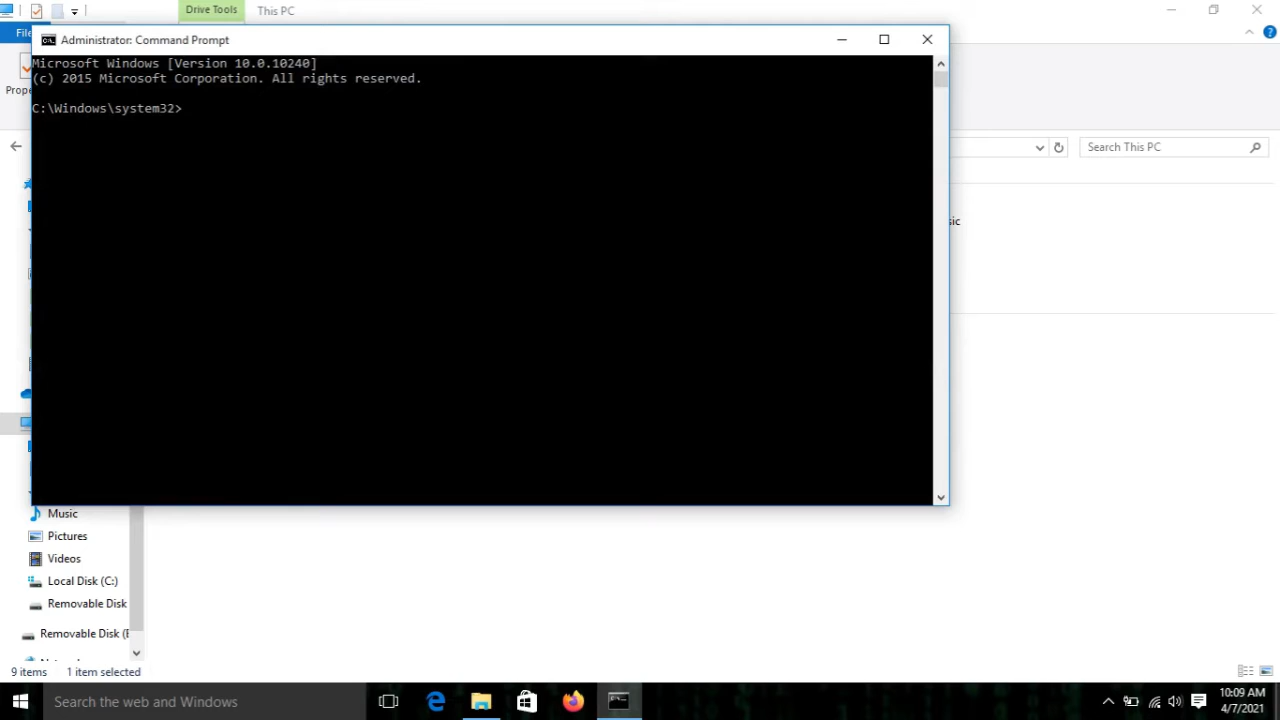 Drive Tools
This PC
File
Administrator: Command Prompt
Microsoft Windows [Version 10.0.10240]
(c) 2015 Microsoft Corporation. All rights reserved.
C:\Windows\system32>
Search This PC
Music
Pictures
Videos
Local Disk (C:)
Removable Disk
Removable Disk (E
9 items
1 item selected
Search the web and Windows
10:09 AM
4/7/2021